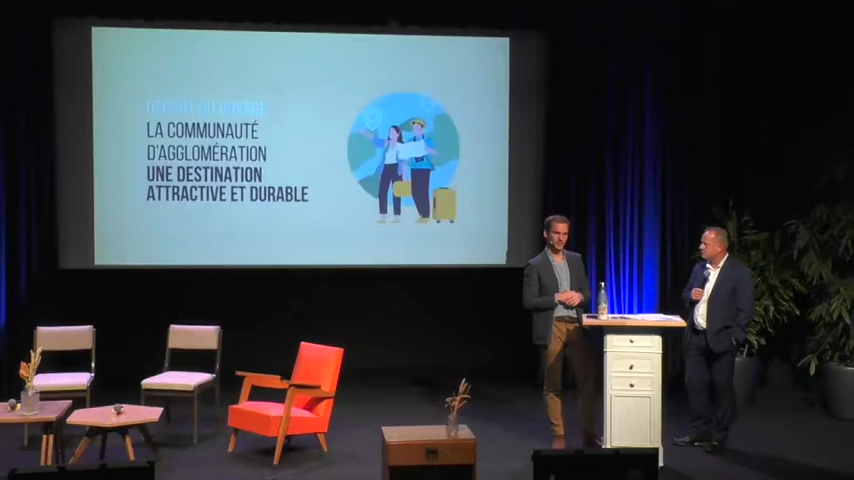 LA COMMUNAUTÉ
D'AGGLOMÉRATION
UNE DESTINATION
ATTRACTIVE ET DURABLE